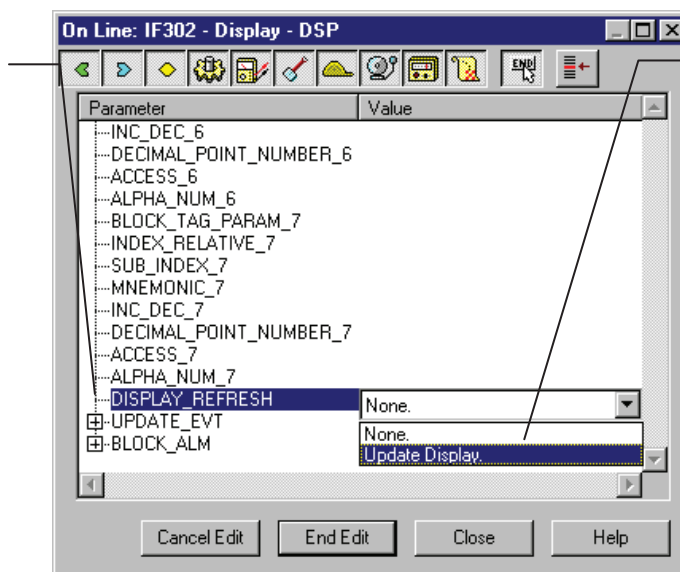 On Line: IF302 - Display - DSP
END
Parameter Value
INC_DEC_6
DECIMAL_POINT_NUMBER_6
ACCESS_6
ALPHA_NUM_6
BLOCK_TAG_PARAM_7
INDEX_RELATIVE_7
SUB_INDEX_7
MNEMONIC_7
INC_DEC_7
DECIMAL_POINT_NUMBER_7
ACCESS_7
ALPHA_NUM_7
DISPLAY_REFRESH None.
UPDATE_EVT None.
BLOCK_ALM Update Display.
Cancel Edit End Edit Close Help